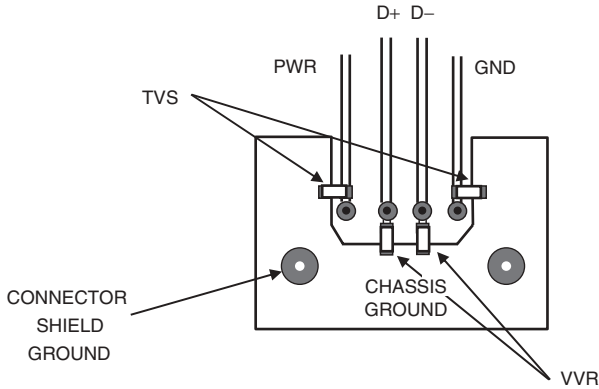 D+ D–
PWR
GND
TVS
CHASSIS
GROUND
CONNECTOR
SHIELD
GROUND
VVR